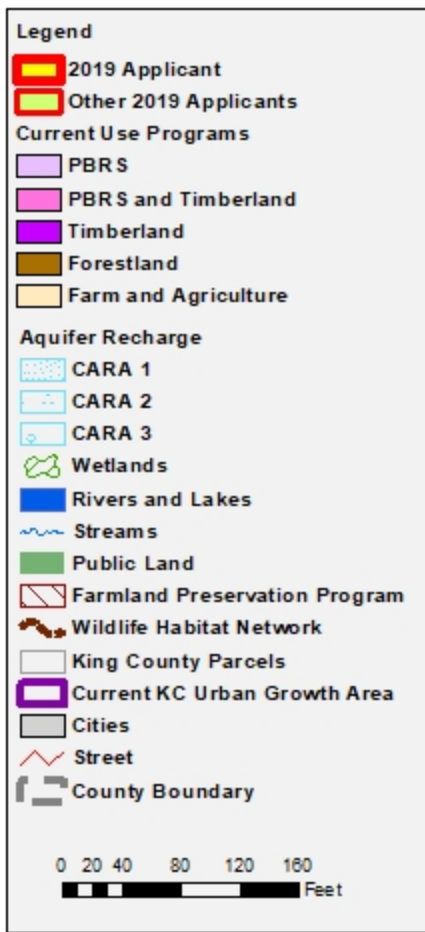 Legend
2019 Applicant
Other 2019 Applicants
Current Use Programs
PBRS
PBRS and Timberland
Timberland
Forestland
Farm and Agriculture
Aquifer Recharge
CARA 1
CARA 2
CARA 3
Wetlands
Rivers and Lakes
Streams
Public Land
Farmland Preservation Program
Wildlife Habitat Network
King County Parcels
Current KC Urban Growth Area
Cities
Street
County Boundary
0 20 40 80 120 160
Feet